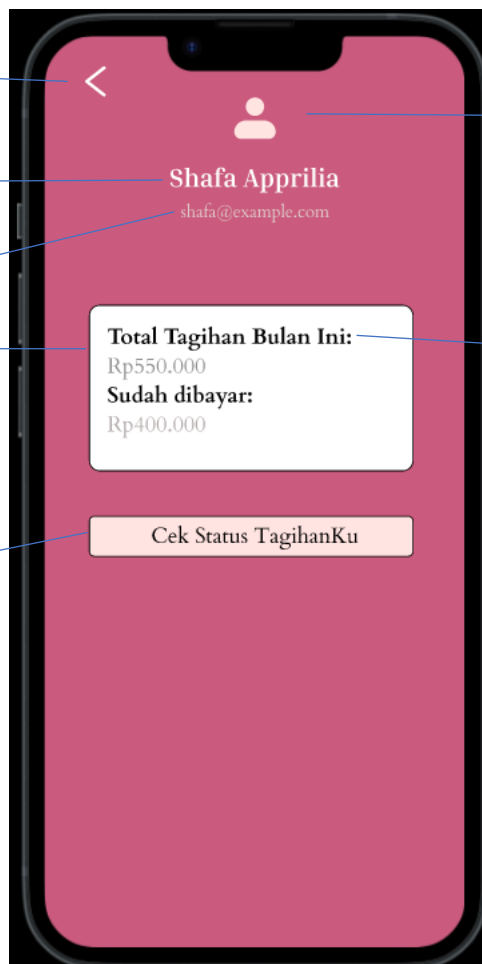 Shafa Apprilia
shafa@example.com
Total Tagihan Bulan Ini:
Rp550.000
Sudah dibayar:
Rp400.000
Cek Status TagihanKu